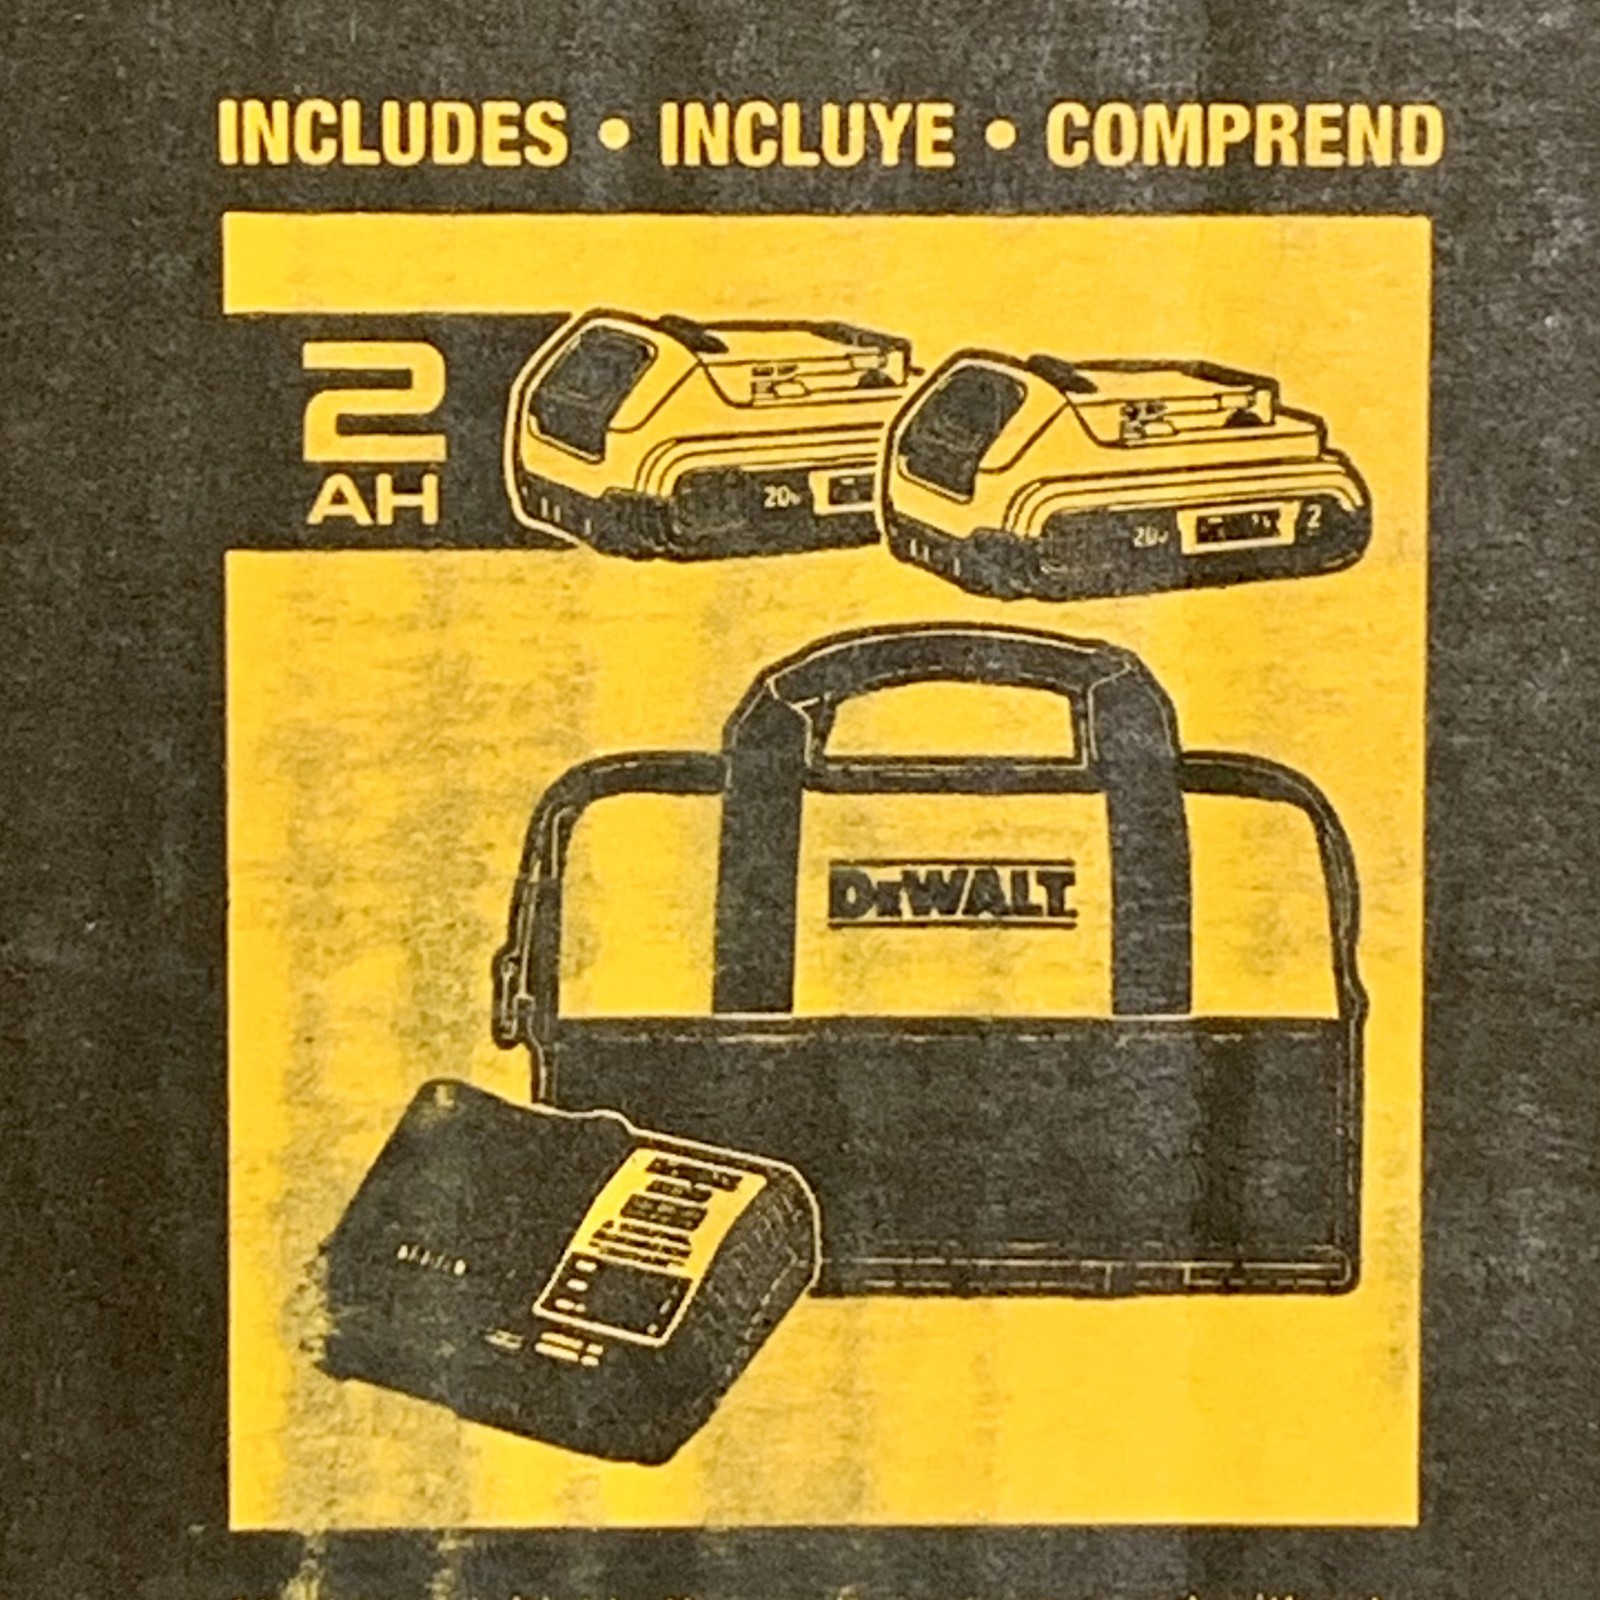 INCLUDES • INCLUYE • COMPREND
2
AH
20v
20v 2
DEWALT